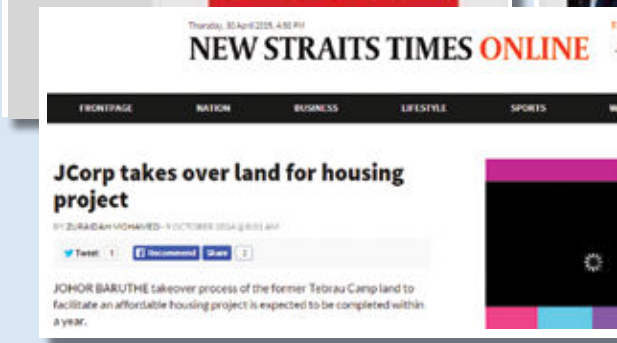 Thursday, 30 April 2015, 4:50 PM
NEW STRAITS TIMES ONLINE
FRONTPAGE NATION BUSINESS LIFESTYLE SPORTS W
JCorp takes over land for housing
project
BY ZURAIDAH MOHAMED - 9 OCTOBER 2014 @ 8:01 AM
Tweet 1 Recommend Share
JOHOR BARUTHE takeover process of the former Tebrau Camp land to
facilitate an affordable housing project is expected to be completed within
a year.